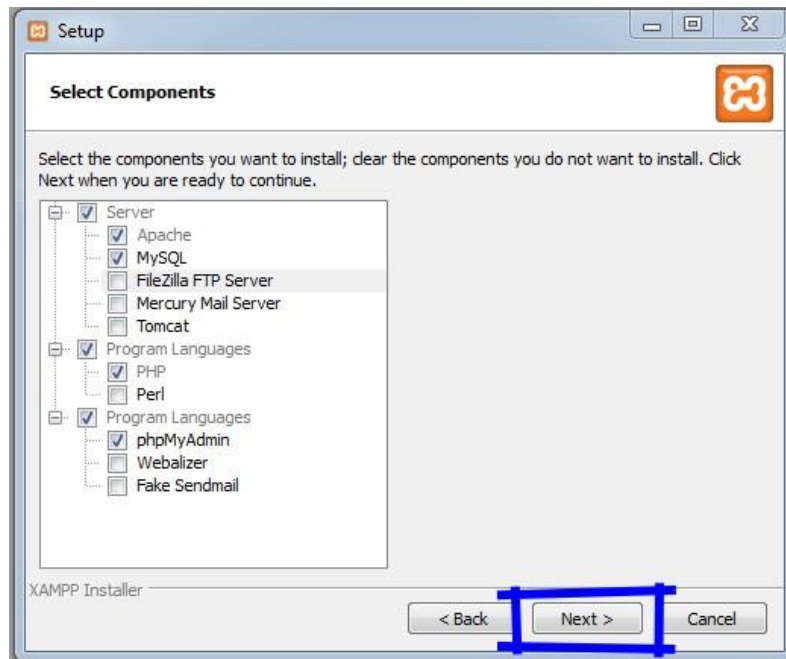 Setup
Select Components
Select the components you want to install; clear the components you do not want to install. Click
Next when you are ready to continue.
Server
Apache
MySQL
FileZilla FTP Server
Mercury Mail Server
Tomcat
Program Languages
PHP
Perl
Program Languages
phpMyAdmin
Webalizer
Fake Sendmail
XAMPP Installer
< Back Next > Cancel